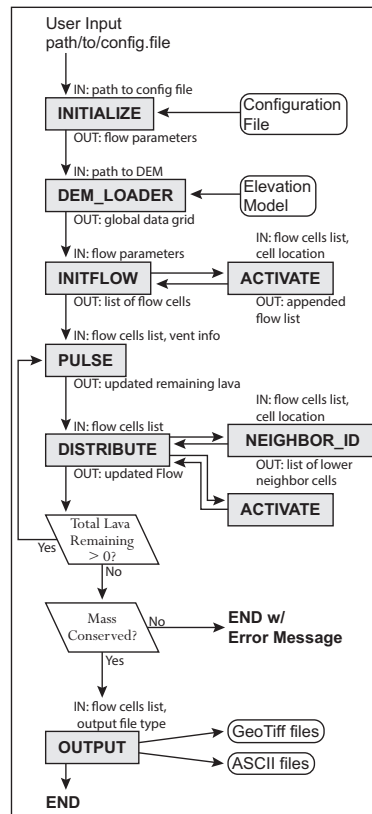 User Input
path/to/config.file
IN: path to config file
INITIALIZE
Configuration
File
OUT: flow parameters
IN: path to DEM
DEM_LOADER
Elevation
Model
OUT: global data grid
IN: flow parameters
IN: flow cells list,
cell location
INITFLOW
ACTIVATE
OUT: list of flow cells
OUT: appended
flow list
IN: flow cells list, vent info
PULSE
OUT: updated remaining lava
IN: flow cells list
IN: flow cells list,
cell location
DISTRIBUTE
NEIGHBOR_ID
OUT: updated Flow
OUT: list of lower
neighbor cells
ACTIVATE
Total Lava
Remaining
> 0?
Yes
No
Mass
Conserved?
No
END w/
Error Message
Yes
IN: flow cells list,
output file type
OUTPUT
GeoTiff files
ASCII files
END